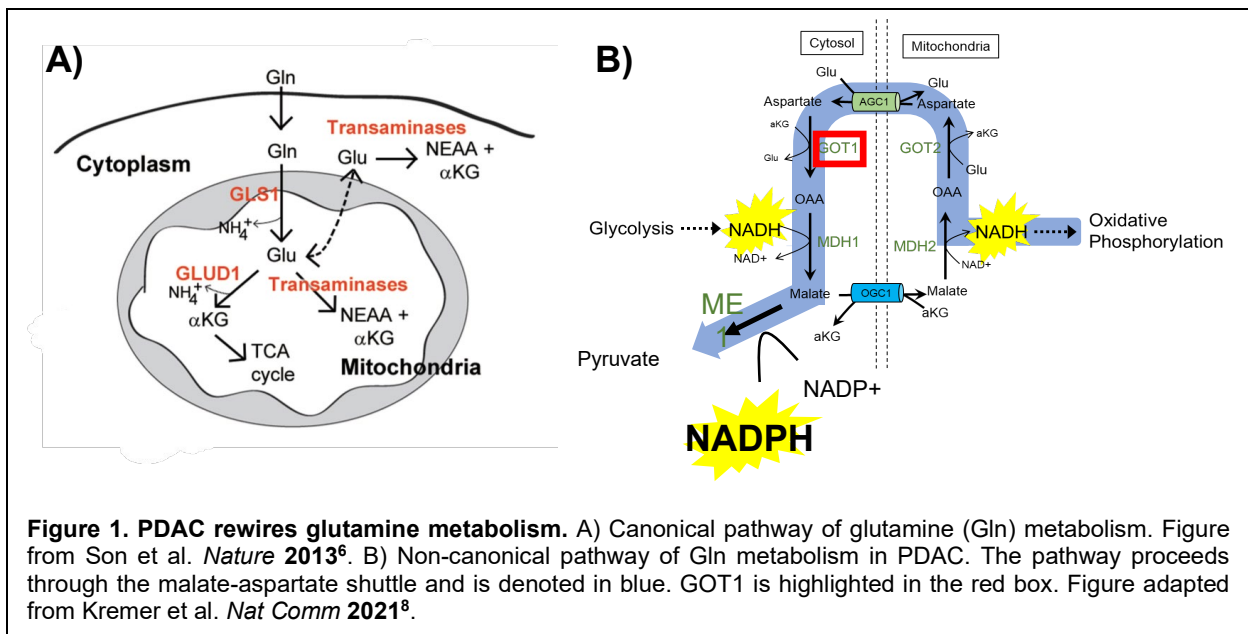 A)
Gln
Cytoplasm
Gln
Transaminases
Glu
NEAA +
αKG
GLS1
NH₄⁺
Glu
GLUD1
NH₄⁺
Transaminases
αKG
NEAA +
αKG
TCA
cycle
Mitochondria
B)
Cytosol
Mitochondria
Glu
Glu
Aspartate
AGC1
Aspartate
aKG
GOT1
Glu
GOT2
aKG
Glu
OAA
OAA
Glycolysis
NADH
NAD+
MDH1
MDH2
NADH
NAD+
Oxidative
Phosphorylation
Malate
OGC1
Malate
aKG
aKG
ME
1
Pyruvate
NADP+
NADPH
Figure 1. PDAC rewires glutamine metabolism. A) Canonical pathway of glutamine (Gln) metabolism. Figure
from Son et al. Nature 2013⁶. B) Non-canonical pathway of Gln metabolism in PDAC. The pathway proceeds
through the malate-aspartate shuttle and is denoted in blue. GOT1 is highlighted in the red box. Figure adapted
from Kremer et al. Nat Comm 2021⁸.